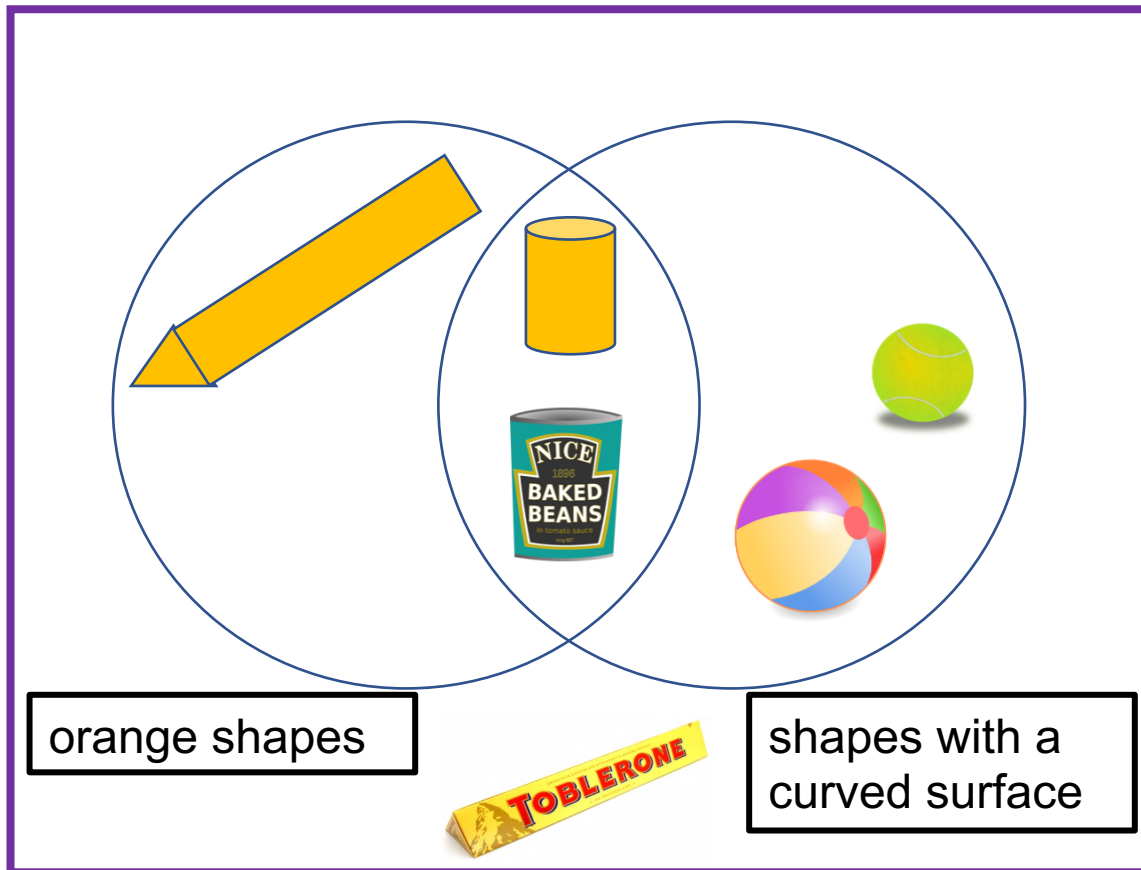 NICE
1896
BAKED
BEANS
in tomato sauce
orange shapes
TOBLERONE
shapes with a
curved surface